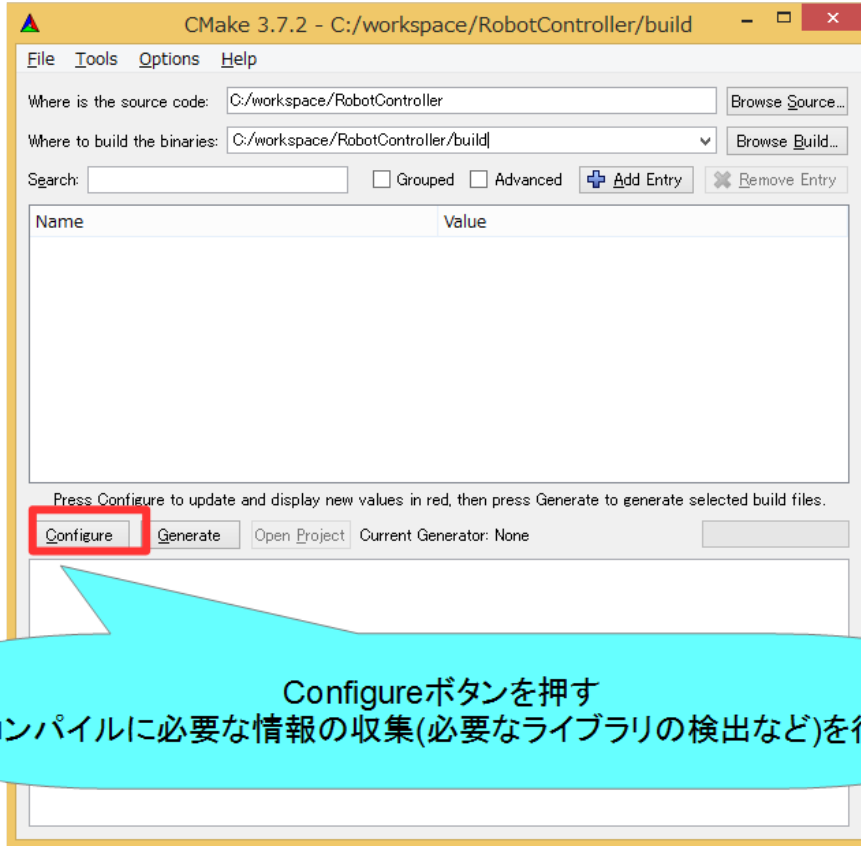 CMake 3.7.2 - C:/workspace/RobotController/build
File Tools Options Help
Where is the source code: C:/workspace/RobotController Browse Source...
Where to build the binaries: C:/workspace/RobotController/build Browse Build...
Search: Grouped Advanced Add Entry Remove Entry
Name Value
Press Configure to update and display new values in red, then press Generate to generate selected build files.
Configure Generate Open Project Current Generator: None
Configureボタンを押す
ンパイルに必要な情報の収集(必要なライブラリの検出など)を